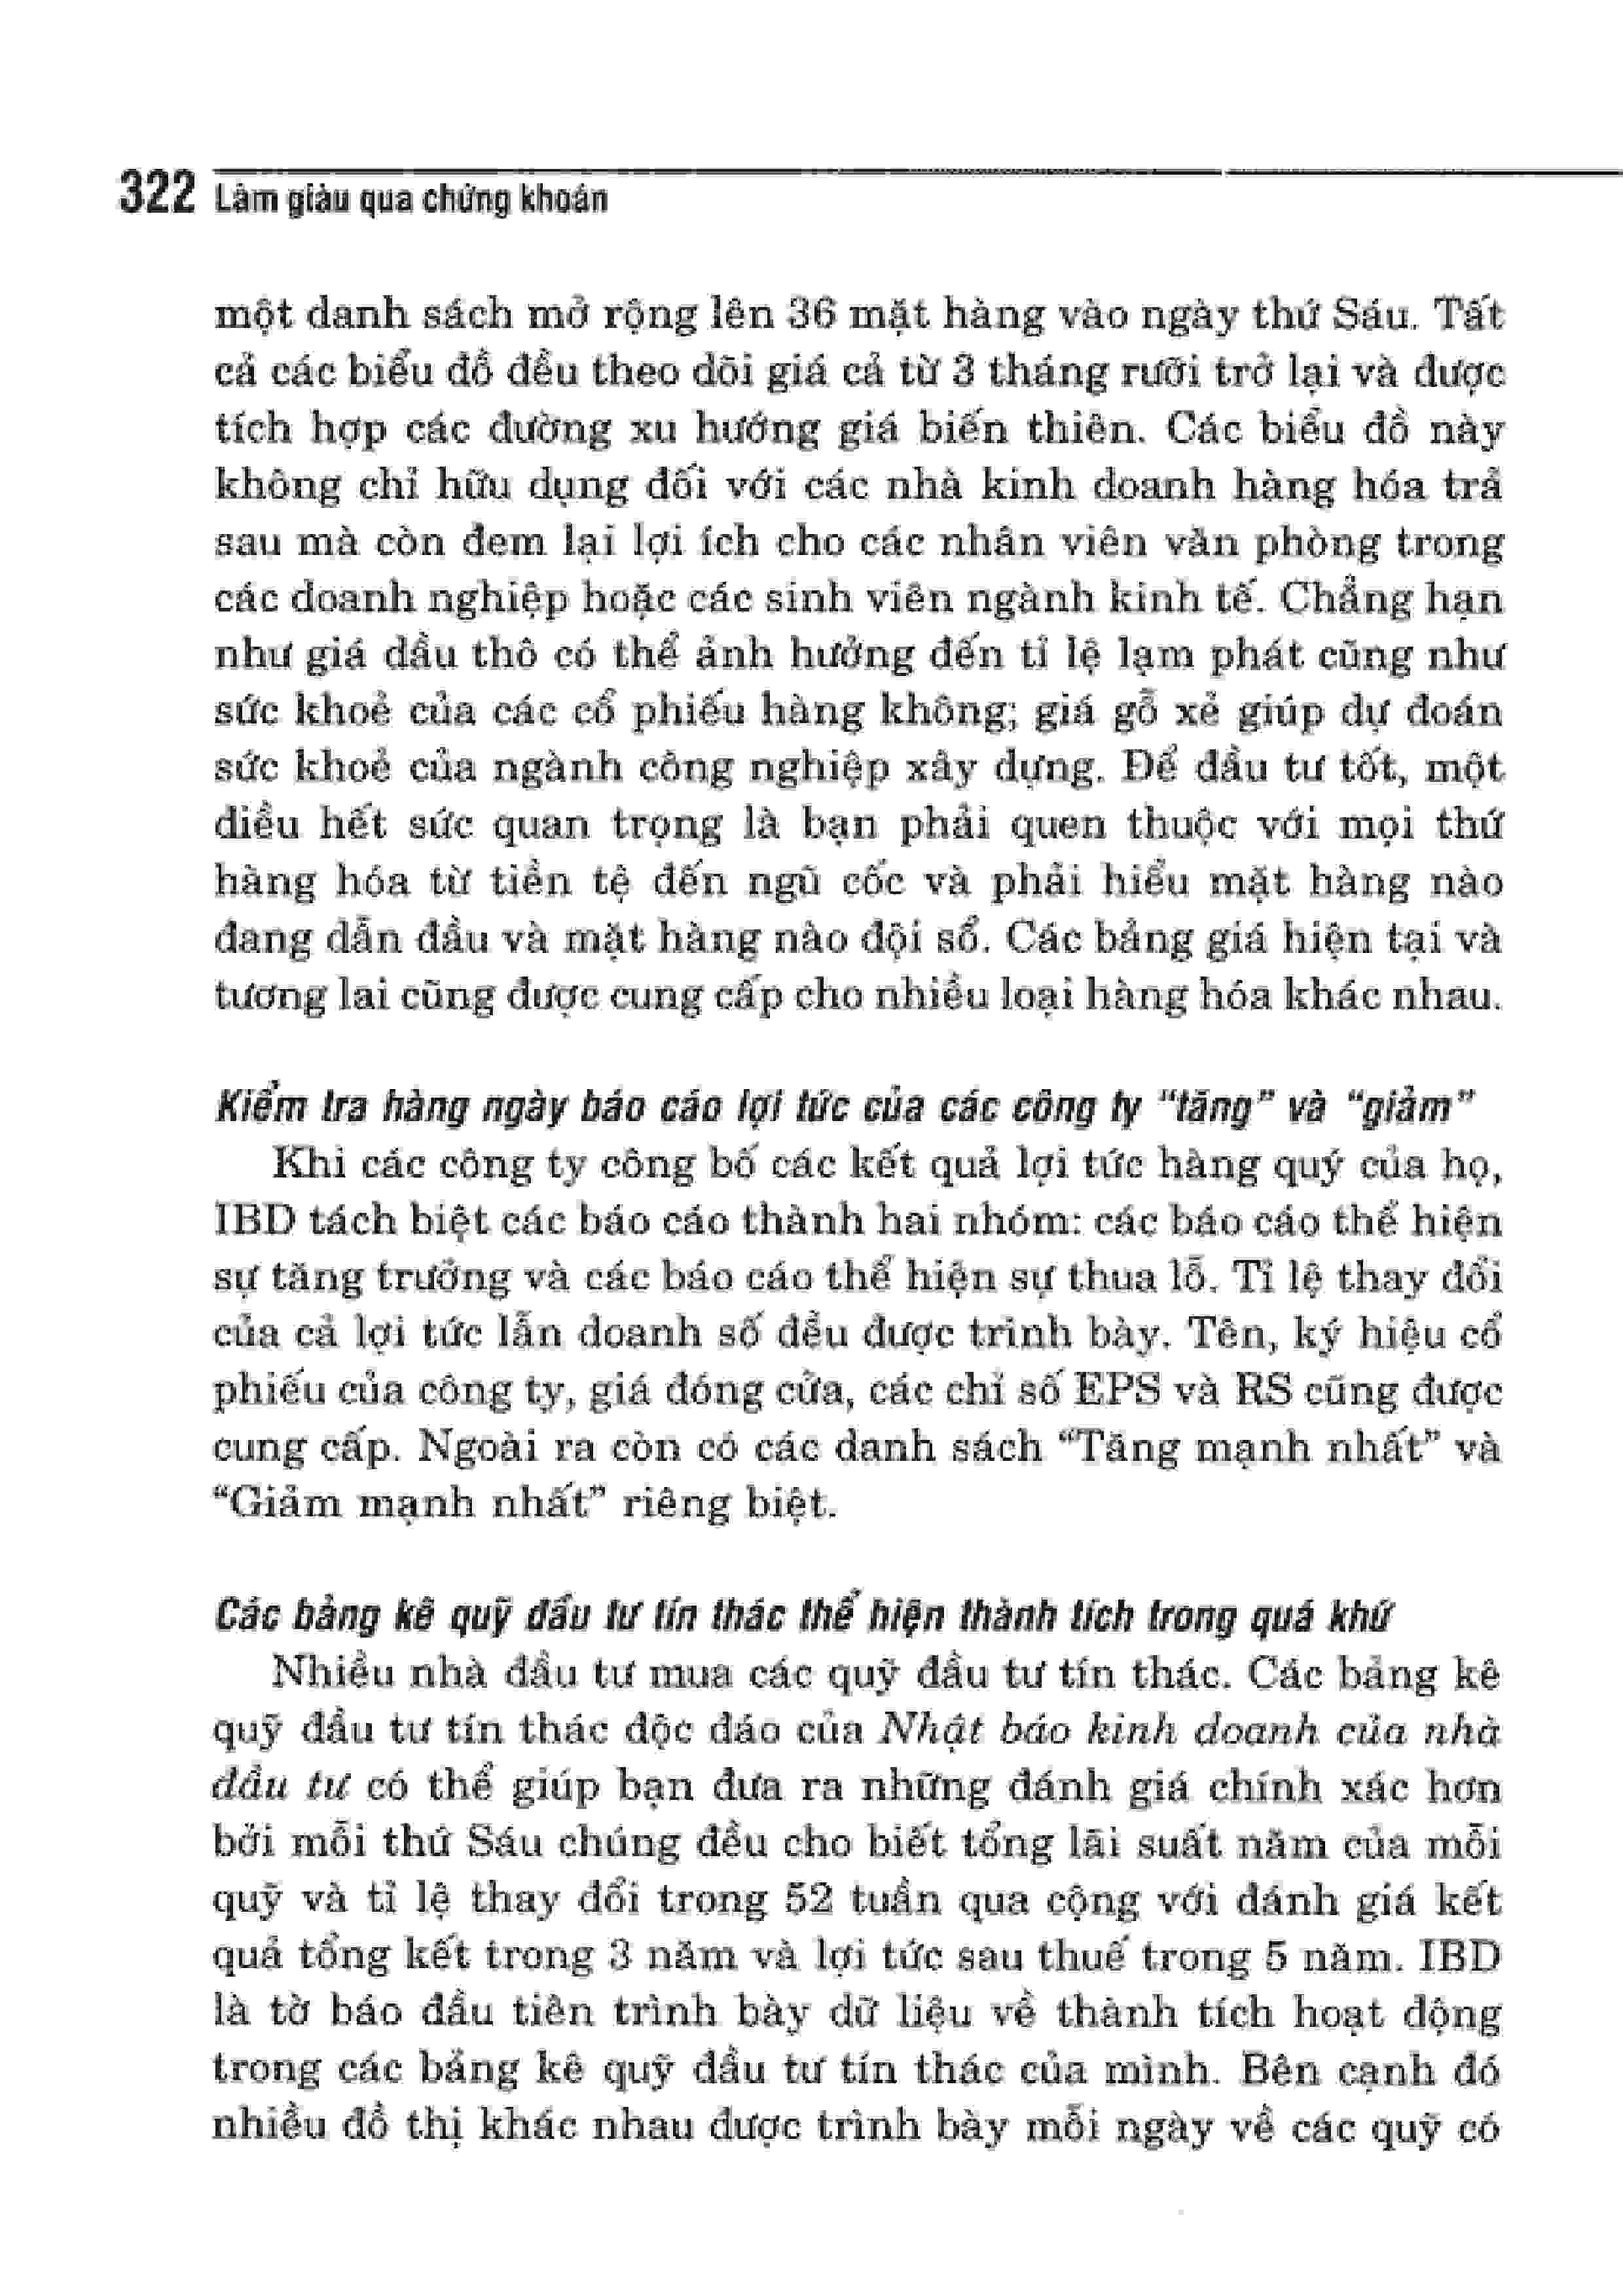 322 Làm giàu qua chứng khoán
một danh sách mở rộng lên 36 mặt hàng vào ngày thứ Sáu. Tất
cả các biểu đồ đều theo dõi giá cả từ 3 tháng rưỡi trở lại và được
tích hợp các đường xu hướng giá biến thiên. Các biểu đồ này
không chỉ hữu dụng đối với các nhà kinh doanh hàng hóa trả
sau mà còn đem lại lợi ích cho các nhân viên văn phòng trong
các doanh nghiệp hoặc các sinh viên ngành kinh tế. Chẳng hạn
như giá dầu thô có thể ảnh hưởng đến tỉ lệ lạm phát cũng như
sức khoẻ của các cổ phiếu hàng không; giá gỗ xẻ giúp dự đoán
sức khoẻ của ngành công nghiệp xây dựng. Để đầu tư tốt, một
điều hết sức quan trọng là bạn phải quen thuộc với mọi thứ
hàng hóa từ tiền tệ đến ngũ cốc và phải hiểu mặt hàng nào
đang dẫn đầu và mặt hàng nào đội sổ. Các bảng giá hiện tại và
tương lai cũng được cung cấp cho nhiều loại hàng hóa khác nhau.
Kiểm tra hàng ngày báo cáo lợi tức của các công ty “tăng” và “giảm”
Khi các công ty công bố các kết quả lợi tức hàng quý của họ,
IBD tách biệt các báo cáo thành hai nhóm: các báo cáo thể hiện
sự tăng trưởng và các báo cáo thể hiện sự thua lỗ. Tỉ lệ thay đổi
của cả lợi tức lẫn doanh số đều được trình bày. Tên, ký hiệu cổ
phiếu của công ty, giá đóng cửa, các chỉ số EPS và RS cũng được
cung cấp. Ngoài ra còn có các danh sách “Tăng mạnh nhất” và
“Giảm mạnh nhất” riêng biệt.
Các bảng kê quỹ đầu tư tín thác thể hiện thành tích trong quá khứ
Nhiều nhà đầu tư mua các quỹ đầu tư tín thác. Các bảng kê
quỹ đầu tư tín thác độc đáo của Nhật báo kinh doanh của nhà
đầu tư có thể giúp bạn đưa ra những đánh giá chính xác hơn
bởi mỗi thứ Sáu chúng đều cho biết tổng lãi suất năm của mỗi
quỹ và tỉ lệ thay đổi trong 52 tuần qua cộng với đánh giá kết
quả tổng kết trong 3 năm và lợi tức sau thuế trong 5 năm. IBD
là tờ báo đầu tiên trình bày dữ liệu về thành tích hoạt động
trong các bảng kê quỹ đầu tư tín thác của mình. Bên cạnh đó
nhiều đồ thị khác nhau được trình bày mỗi ngày về các quỹ có